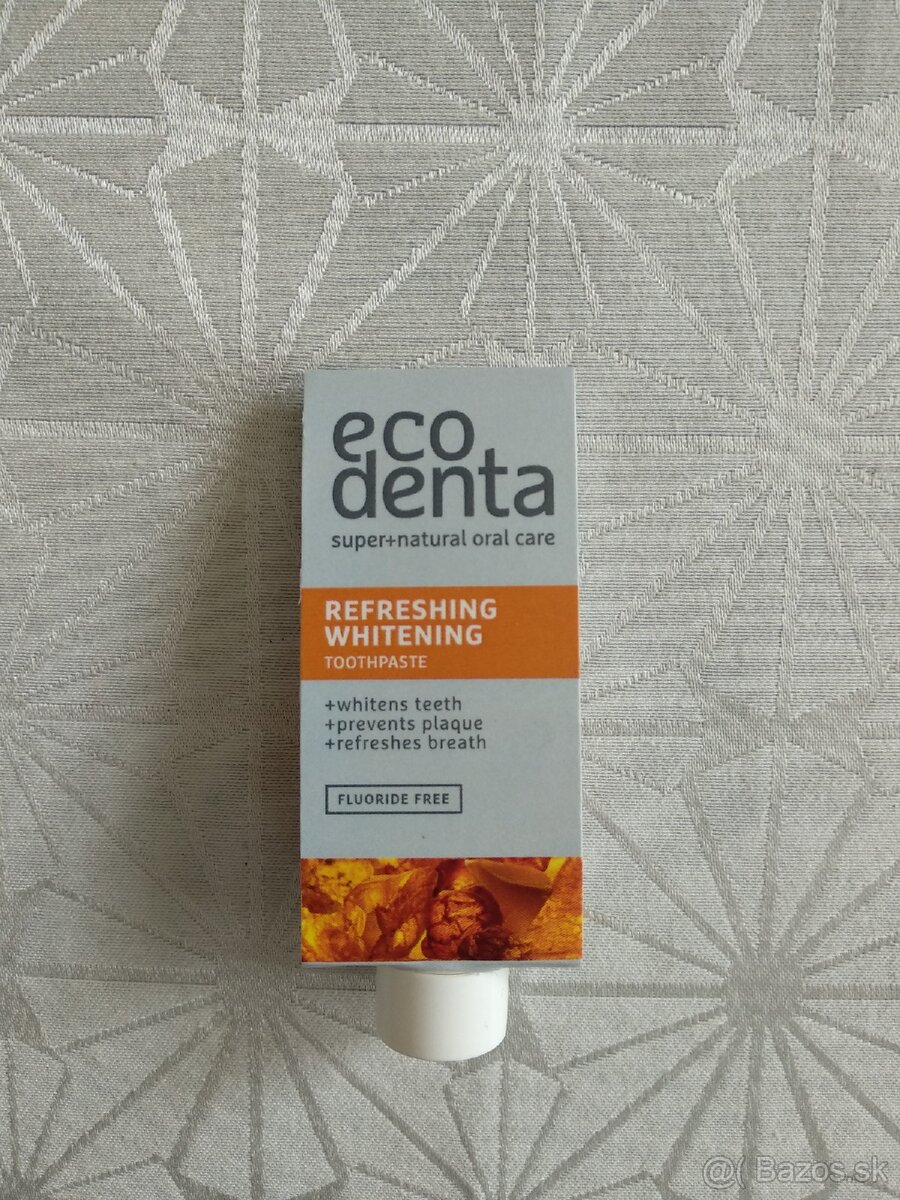 eco
denta
super+natural oral care
REFRESHING
WHITENING
TOOTHPASTE
+whitens teeth
+prevents plaque
+refreshes breath
FLUORIDE FREE
@( Bazos.sk